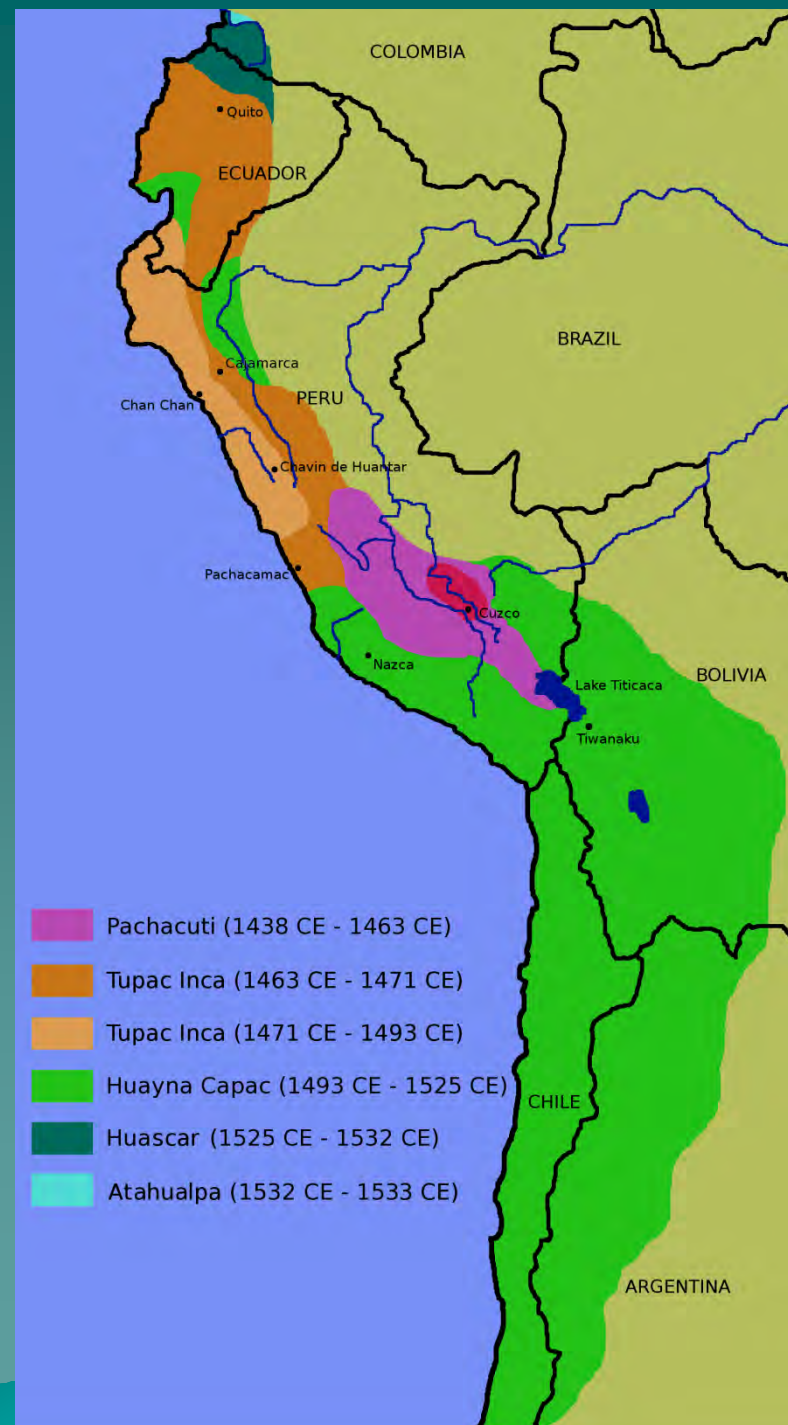 COLOMBIA
Quito
ECUADOR
BRAZIL
Cajamarca
PERU
Chan Chan
Chavin de Huantar
Pachacamac
Cuzco
Nazca
BOLIVIA
Lake Titicaca
Tiwanaku
Pachacuti (1438 CE - 1463 CE)
Tupac Inca (1463 CE - 1471 CE)
Tupac Inca (1471 CE - 1493 CE)
Huayna Capac (1493 CE - 1525 CE)
CHILE
Huascar (1525 CE - 1532 CE)
Atahualpa (1532 CE - 1533 CE)
ARGENTINA